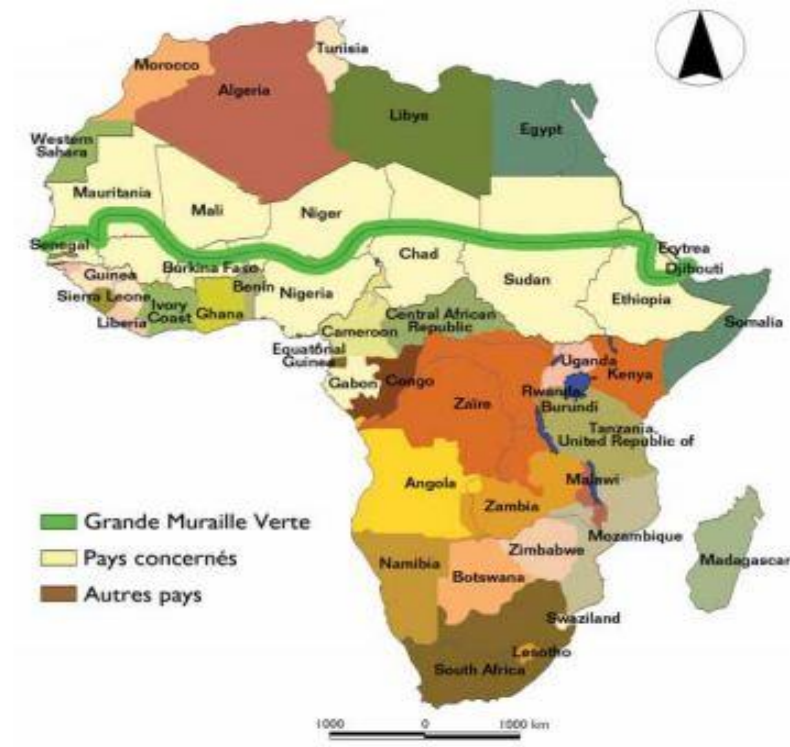 Tunisia
Morocco
Algeria
Libya
Egypt
Western
Sahara
Mauritania
Mali
Niger
Chad
Sudan
Erytrea
Djibouti
Ethiopia
Somalia
Senegal
Burkina Faso
Guinea
Sierra Leone
Liberia
Ivory
Coast
Ghana
Benin
Nigeria
Cameroon
Central African
Republic
Equatorial
Guinea
Gabon
Congo
Zaïre
Uganda
Kenya
Rwanda
Burundi
Tanzania,
United Republic of
Angola
Zambia
Malawi
Mozambique
Zimbabwe
Madagascar
Namibia
Botswana
Swaziland
Lesotho
South Africa
Grande Muraille Verte
Pays concernés
Autres pays
1000 0 1000 km